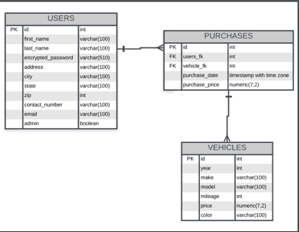 USERS
PK id int
first_name varchar(100)
last_name varchar(100)
encrypted_password varchar(510)
address varchar(100)
city varchar(100)
state varchar(100)
zip int
contact_number varchar(100)
email varchar(100)
admin boolean
PURCHASES
PK id int
FK users_fk int
FK vehicle_fk int
purchase_date timestamp with time zone
purchase_price numeric(7,2)
VEHICLES
PK id int
year int
make varchar(100)
model varchar(100)
mileage int
price numeric(7,2)
color varchar(100)